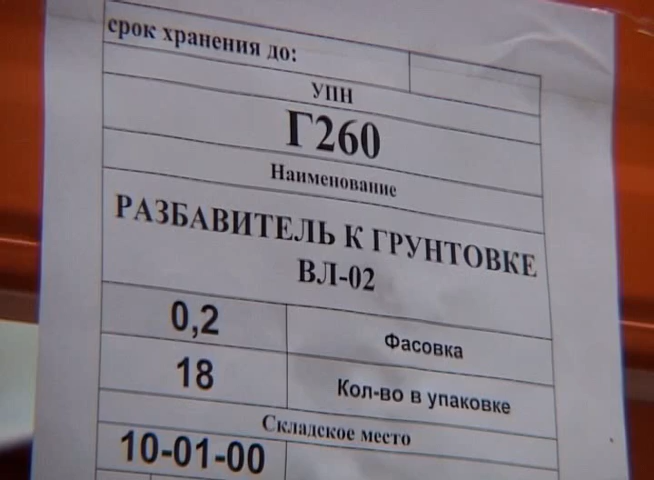 срок хранения до:
УПН
Г260
Наименование
РАЗБАВИТЕЛЬ К ГРУНТОВКЕ
ВЛ-02
0,2 Фасовка
18 Кол-во в упаковке
Складское место
10-01-00